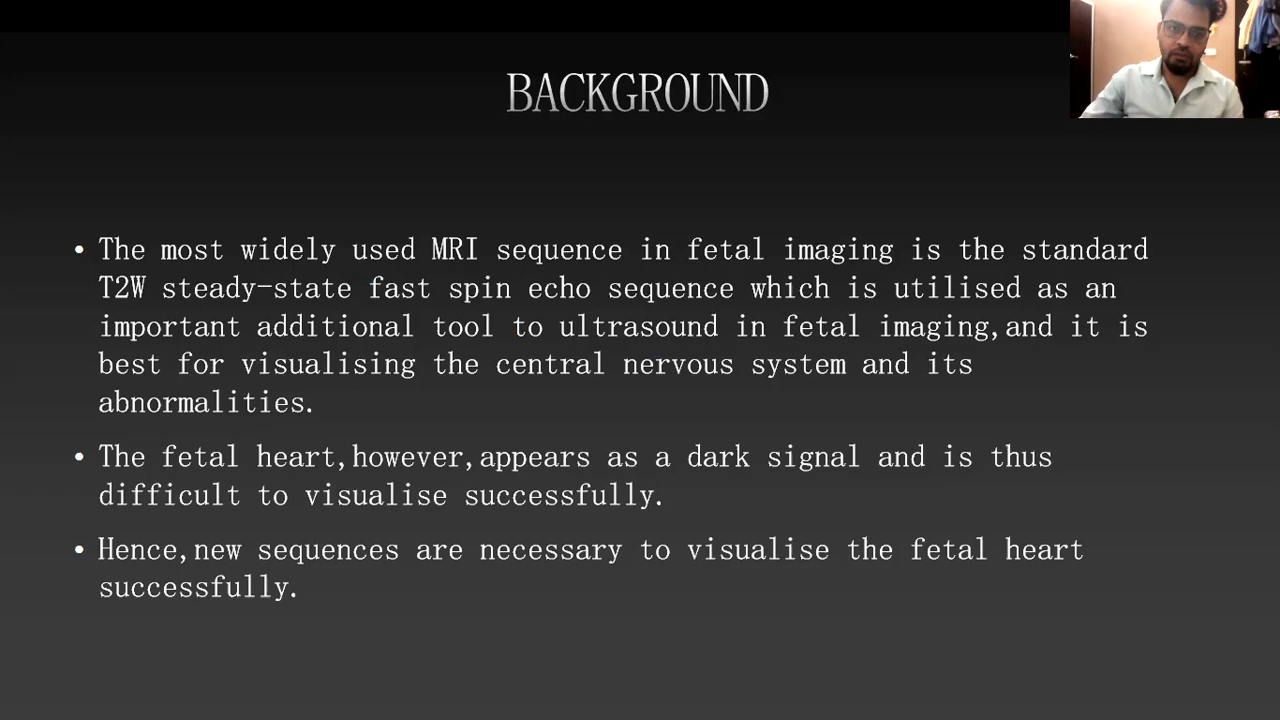 BACKGROUND
• The most widely used MRI sequence in fetal imaging is the standard
T2W steady-state fast spin echo sequence which is utilised as an
important additional tool to ultrasound in fetal imaging,and it is
best for visualising the central nervous system and its
abnormalities.
• The fetal heart,however,appears as a dark signal and is thus
difficult to visualise successfully.
• Hence,new sequences are necessary to visualise the fetal heart
successfully.